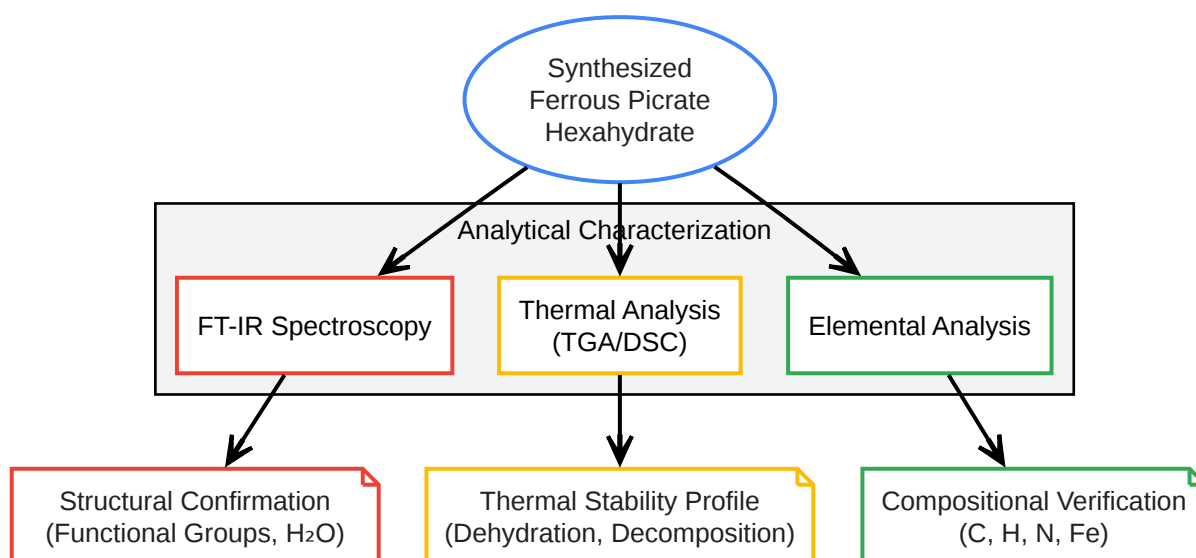 Synthesized
Ferrous Picrate
Hexahydrate
Analytical Characterization
FT-IR Spectroscopy
Thermal Analysis
(TGA/DSC)
Elemental Analysis
Structural Confirmation
(Functional Groups, H₂O)
Thermal Stability Profile
(Dehydration, Decomposition)
Compositional Verification
(C, H, N, Fe)